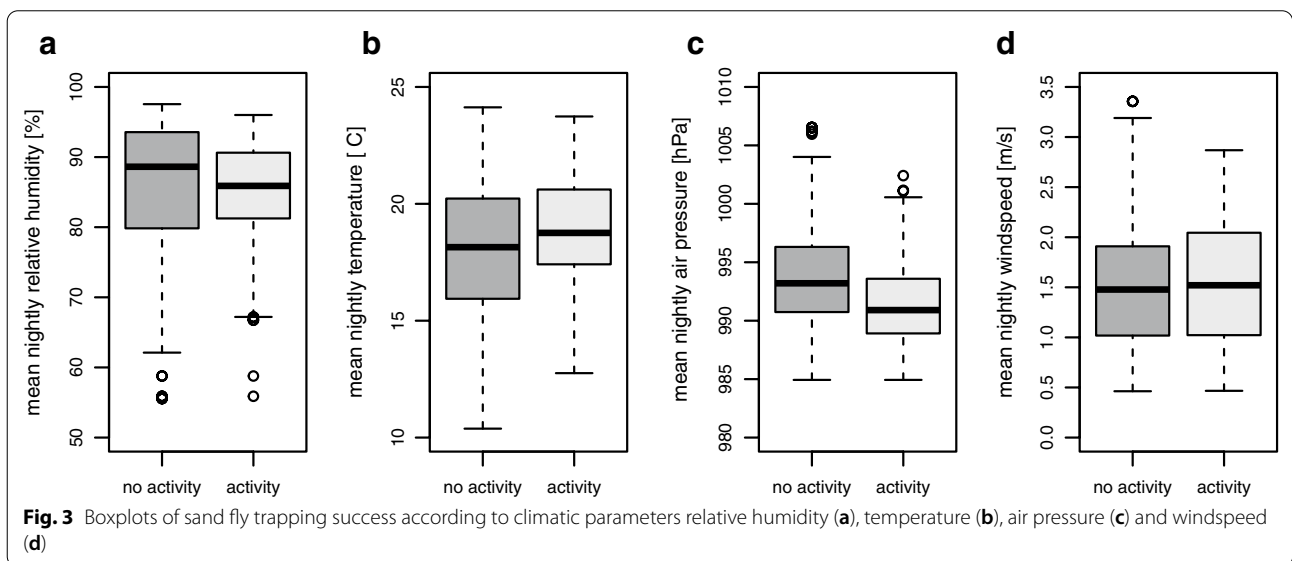 a
b
c
d
mean nightly relative humidity [%]
100
90
80
70
60
50
no activity
activity
mean nightly temperature [ C]
25
20
15
10
no activity
activity
mean nightly air pressure [hPa]
1010
1005
1000
995
990
985
980
no activity
activity
mean nightly windspeed [m/s]
3.5
3.0
2.5
2.0
1.5
1.0
0.5
0.0
no activity
activity
Fig. 3 Boxplots of sand fly trapping success according to climatic parameters relative humidity (a), temperature (b), air pressure (c) and windspeed
(d)